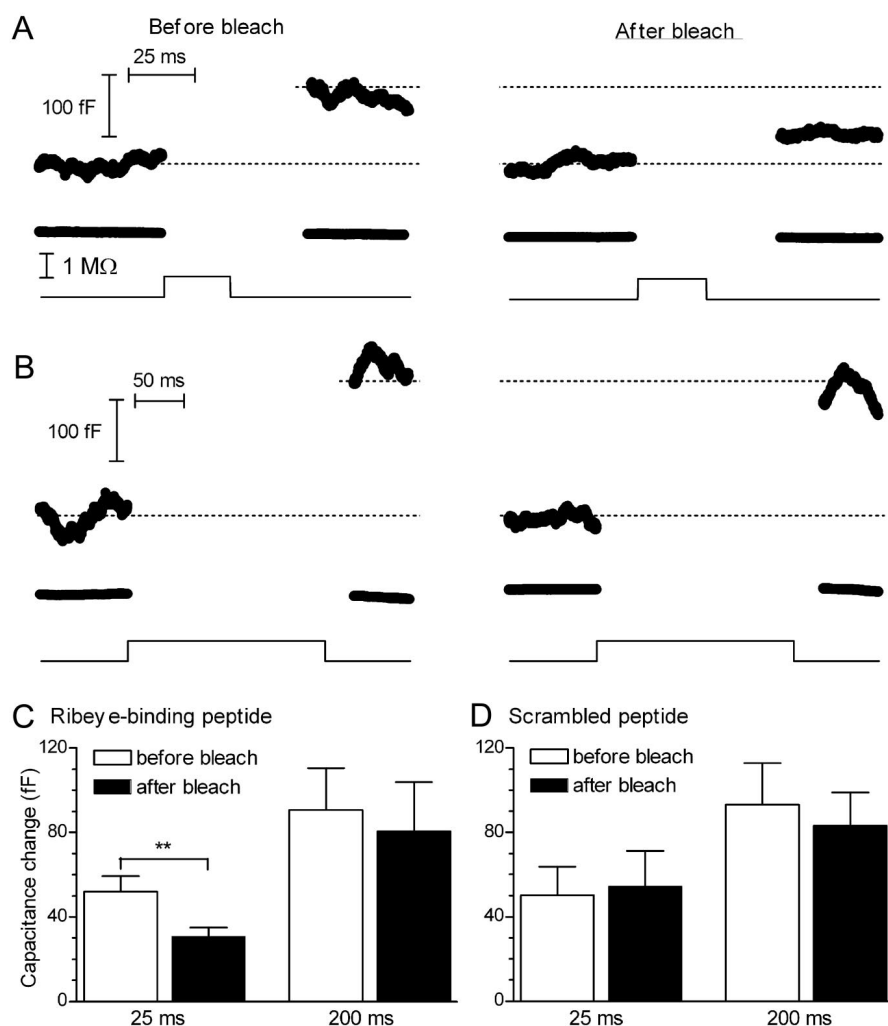 A
Before bleach
After bleach
25 ms
100 fF
1 MΩ
B
50 ms
100 fF
C Ribeye-binding peptide
120
before bleach
after bleach
80
**
40
0
Capacitance change (fF)
25 ms
200 ms
D Scrambled peptide
120
before bleach
after bleach
80
40
0
25 ms
200 ms